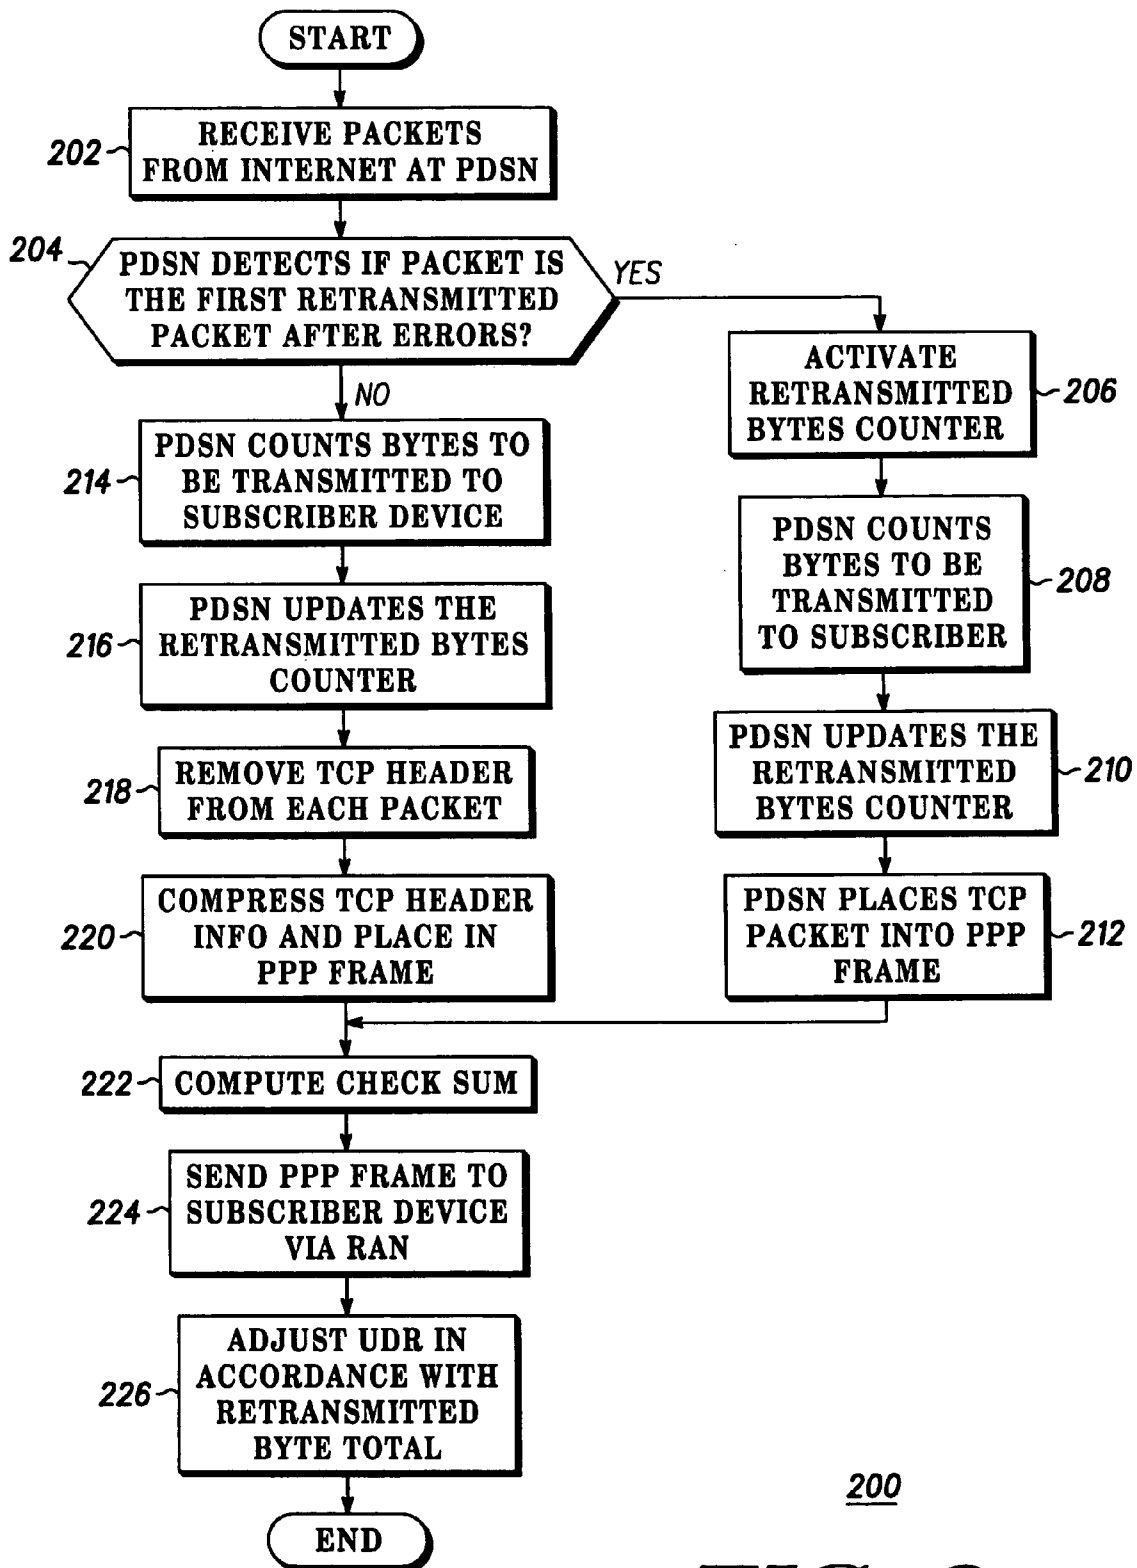 START
202
RECEIVE PACKETS
FROM INTERNET AT PDSN
204
PDSN DETECTS IF PACKET IS
THE FIRST RETRANSMITTED
PACKET AFTER ERRORS?
YES
NO
ACTIVATE
RETRANSMITTED
BYTES COUNTER
206
PDSN COUNTS
BYTES TO BE
TRANSMITTED
TO SUBSCRIBER
208
PDSN UPDATES THE
RETRANSMITTED
BYTES COUNTER
210
PDSN PLACES TCP
PACKET INTO PPP
FRAME
212
214
PDSN COUNTS BYTES TO
BE TRANSMITTED TO
SUBSCRIBER DEVICE
216
PDSN UPDATES THE
RETRANSMITTED BYTES
COUNTER
218
REMOVE TCP HEADER
FROM EACH PACKET
220
COMPRESS TCP HEADER
INFO AND PLACE IN
PPP FRAME
222
COMPUTE CHECK SUM
224
SEND PPP FRAME TO
SUBSCRIBER DEVICE
VIA RAN
226
ADJUST UDR IN
ACCORDANCE WITH
RETRANSMITTED
BYTE TOTAL
END
200